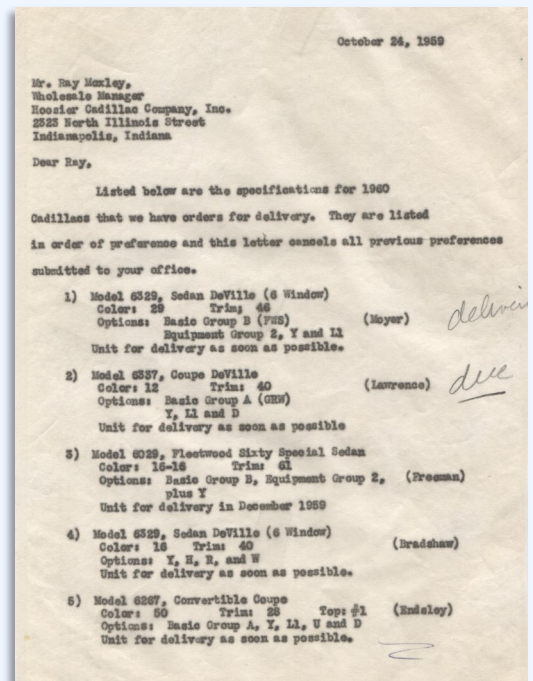 October 24, 1959
Mr. Ray Moxley,
Wholesale Manager
Hoosier Cadillac Company, Inc.
2323 North Illinois Street
Indianapolis, Indiana
Dear Ray,
Listed below are the specifications for 1960
Cadillacs that we have orders for delivery. They are listed
in order of preference and this letter cancels all previous preferences
submitted to your office.
1) Model 6329, Sedan DeVille (6 Window)
Color: 29 Trim: 46
Options: Basic Group B (FWS) (Moyer)
Equipment Group 2, Y and L1
Unit for delivery as soon as possible.
2) Model 6337, Coupe DeVille
Color: 12 Trim: 40 (Lawrence) due
Options: Basic Group A (GRW)
Y, L1 and D
Unit for delivery as soon as possible
3) Model 6029, Fleetwood Sixty Special Sedan
Color: 16-16 Trim: 61
Options: Basic Group B, Equipment Group 2, (Freeman)
plus Y
Unit for delivery in December 1959
4) Model 6329, Sedan DeVille (6 Window)
Color: 16 Trim: 40 (Bradshaw)
Options: Y, H, R, and W
Unit for delivery as soon as possible.
5) Model 6267, Convertible Coupe
Color: 50 Trim: 28 Top: #1 (Endsley)
Options: Basic Group A, Y, L1, U and D
Unit for delivery as soon as possible.